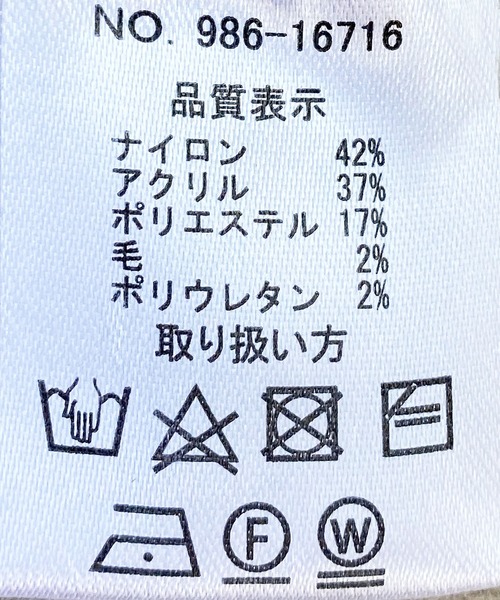 NO. 986-16716
品質表示
ナイロン 42%
アクリル 37%
ポリエステル 17%
毛 2%
ポリウレタン 2%
取り扱い方
F W